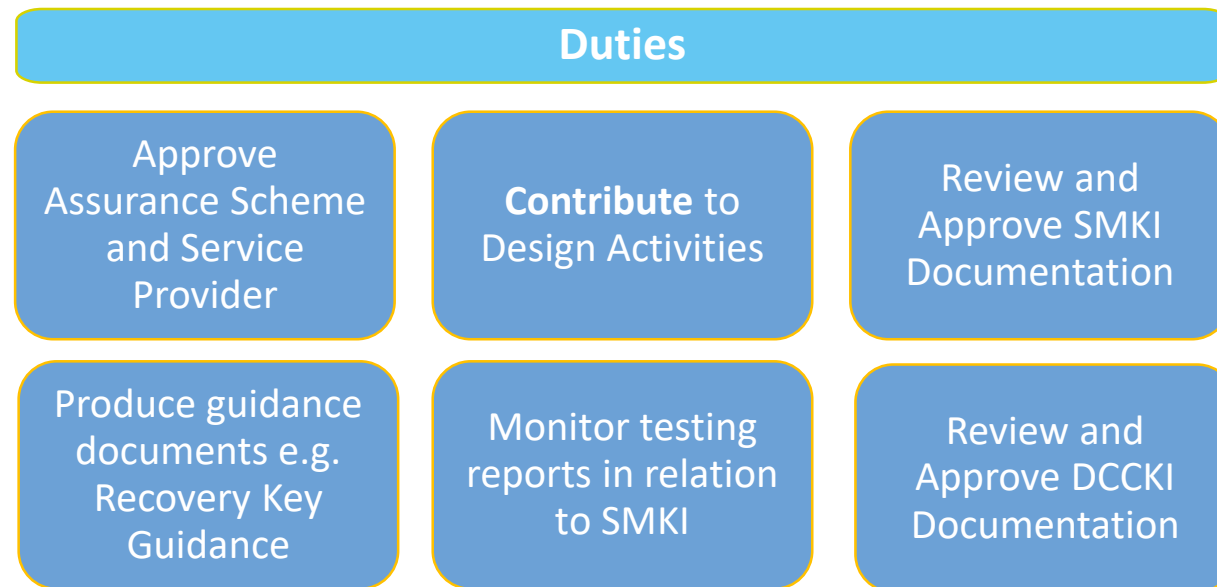 Duties
Approve
Assurance Scheme
and Service
Provider
Contribute to
Design Activities
Review and
Approve SMKI
Documentation
Produce guidance
documents e.g.
Recovery Key
Guidance
Monitor testing
reports in relation
to SMKI
Review and
Approve DCCKI
Documentation